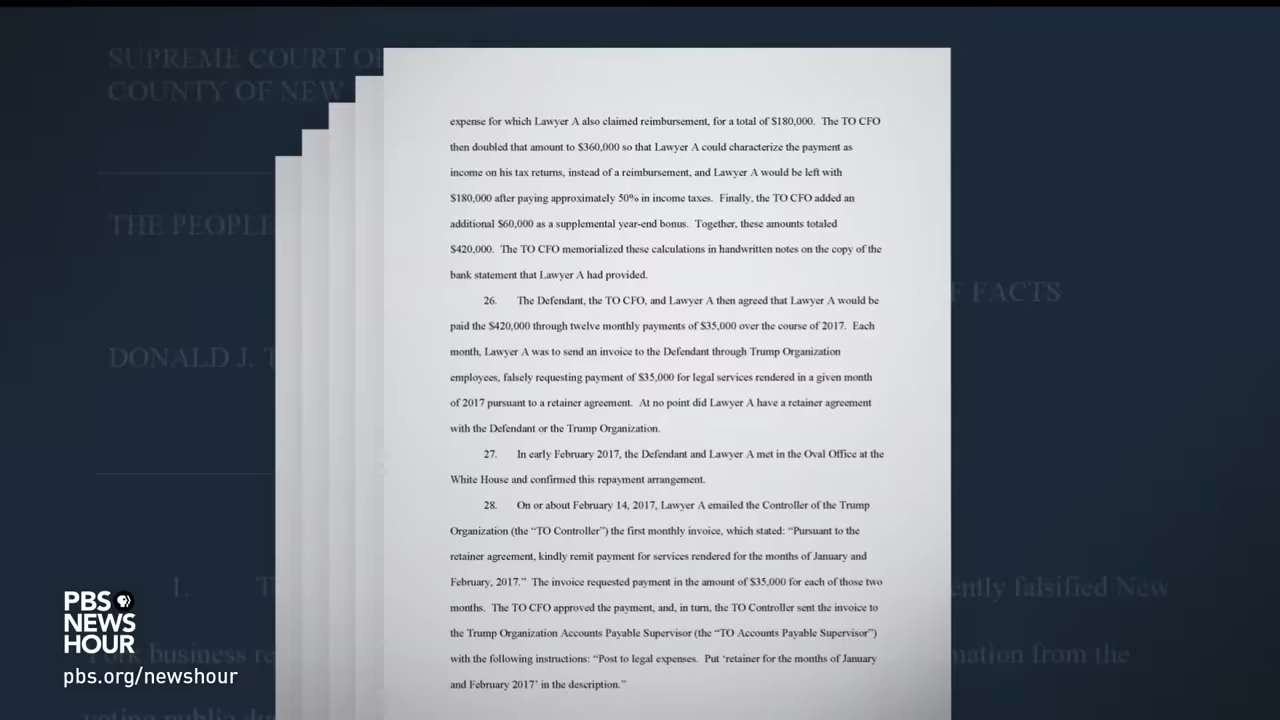 SUPREME COURT OF
COUNTY OF NEW
THE PEOPLE
F FACTS
DONALD J. T
1. T
ently falsified New
York business re
mation from the
voting public du
expense for which Lawyer A also claimed reimbursement, for a total of $180,000. The TO CFO
then doubled that amount to $360,000 so that Lawyer A could characterize the payment as
income on his tax returns, instead of a reimbursement, and Lawyer A would be left with
$180,000 after paying approximately 50% in income taxes. Finally, the TO CFO added an
additional $60,000 as a supplemental year-end bonus. Together, these amounts totaled
$420,000. The TO CFO memorialized these calculations in handwritten notes on the copy of the
bank statement that Lawyer A had provided.
26. The Defendant, the TO CFO, and Lawyer A then agreed that Lawyer A would be
paid the $420,000 through twelve monthly payments of $35,000 over the course of 2017. Each
month, Lawyer A was to send an invoice to the Defendant through Trump Organization
employees, falsely requesting payment of $35,000 for legal services rendered in a given month
of 2017 pursuant to a retainer agreement. At no point did Lawyer A have a retainer agreement
with the Defendant or the Trump Organization.
27. In early February 2017, the Defendant and Lawyer A met in the Oval Office at the
White House and confirmed this repayment arrangement.
28. On or about February 14, 2017, Lawyer A emailed the Controller of the Trump
Organization (the “TO Controller”) the first monthly invoice, which stated: “Pursuant to the
retainer agreement, kindly remit payment for services rendered for the months of January and
February, 2017.” The invoice requested payment in the amount of $35,000 for each of those two
months. The TO CFO approved the payment, and, in turn, the TO Controller sent the invoice to
the Trump Organization Accounts Payable Supervisor (the “TO Accounts Payable Supervisor”)
with the following instructions: “Post to legal expenses. Put ‘retainer for the months of January
and February 2017’ in the description.”
PBS
NEWS
HOUR
pbs.org/newshour